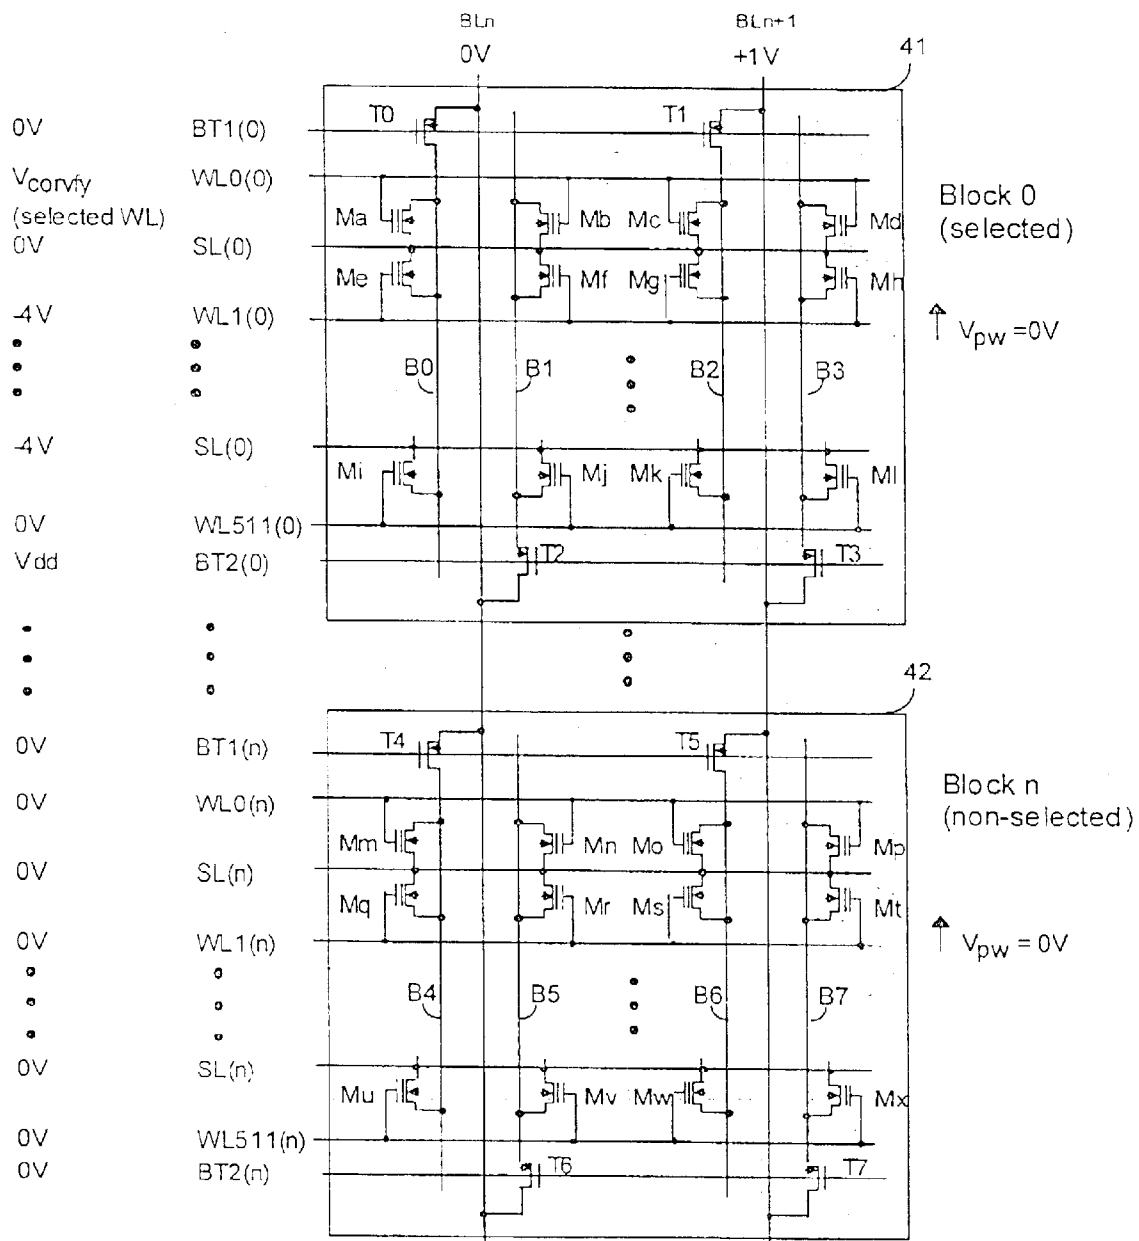 BLn BLn+1
0V +1V 41
T0 T1
0V BT1(0)
Vcorvfy WL0(0)
(selected WL) Ma Mb Mc Md Block 0
(selected)
0V SL(0)
Me Mf Mg Mh
-4V WL1(0) Vpw =0V
B0 B1 B2 B3
-4V SL(0)
Mi Mj Mk Ml
0V WL511(0)
Vdd BT2(0) T2 T3
42
0V BT1(n) T4 T5
Block n
0V WL0(n) (non-selected)
Mm Mn Mo Mp
0V SL(n)
Mq Mr Ms Mt
0V WL1(n) Vpw = 0V
B4 B5 B6 B7
0V SL(n)
Mu Mv Mw Mx
0V WL511(n)
0V BT2(n) T6 T7